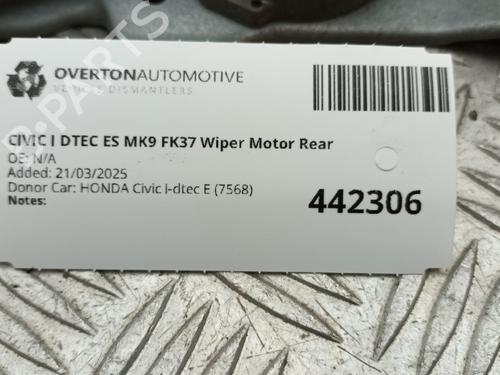 OVERTONAUTOMOTIVE
VEHICLE DISMANTLERS
CIVIC I DTEC ES MK9 FK37 Wiper Motor Rear
OE: N/A
Added: 21/03/2025
Donor Car: HONDA Civic i-dtec E (7568)
Notes:
442306